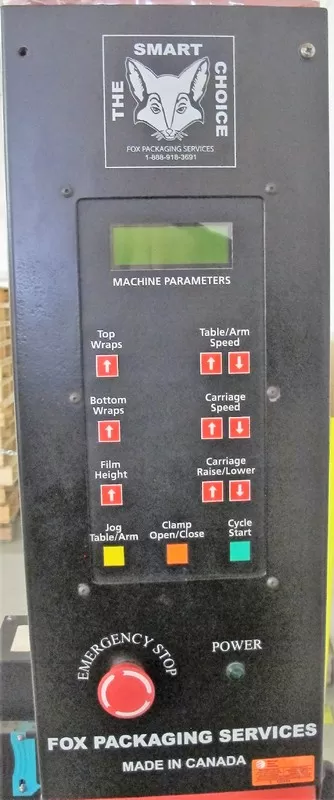 THE SMART CHOICE
FOX PACKAGING SERVICES
1-888-918-3691
MACHINE PARAMETERS
Top
Wraps
Table/Arm
Speed
Bottom
Wraps
Carriage
Speed
Film
Height
Carriage
Raise/Lower
Jog
Table/Arm
Clamp
Open/Close
Cycle
Start
EMERGENCY STOP
POWER
FOX PACKAGING SERVICES
MADE IN CANADA